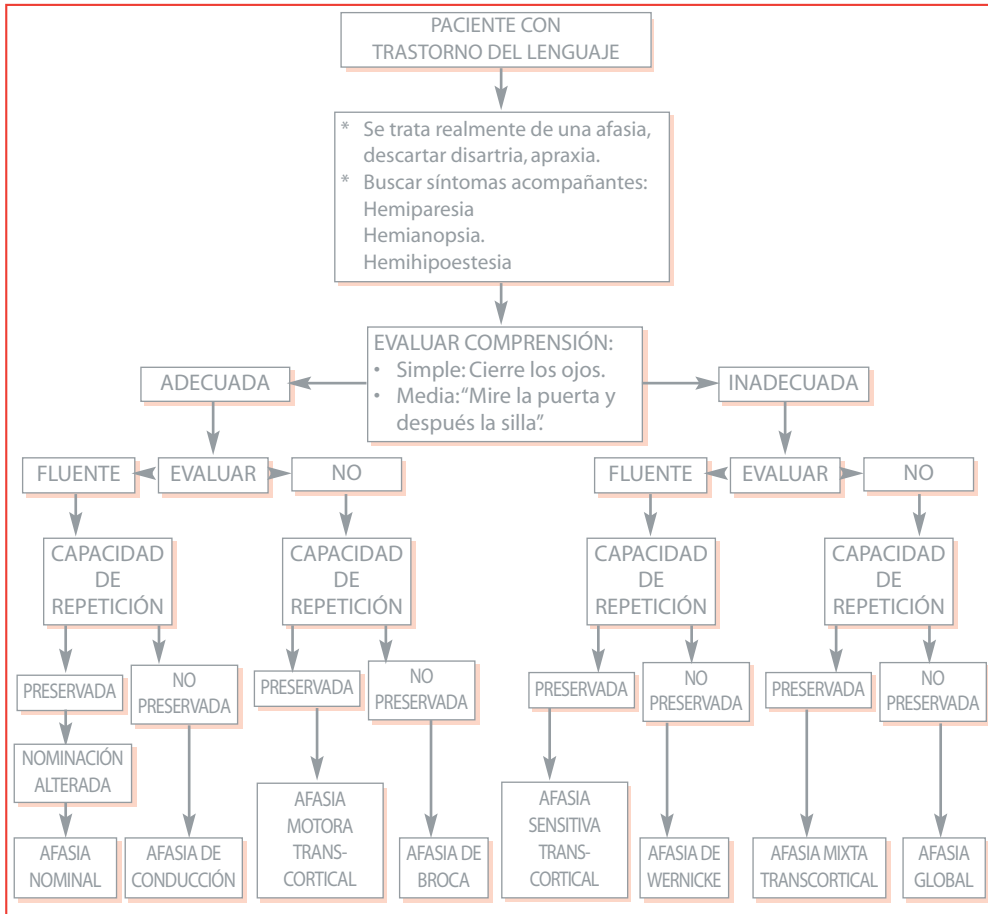 PACIENTE CON
TRASTORNO DEL LENGUAJE
* Se trata realmente de una afasia,
descartar disartria, apraxia.
* Buscar síntomas acompañantes:
Hemiparesia
Hemianopsia.
Hemihipoestesia
EVALUAR COMPRENSIÓN:
• Simple: Cierre los ojos.
• Media: “Mire la puerta y
después la silla”.
ADECUADA
INADECUADA
FLUENTE
EVALUAR
NO
FLUENTE
EVALUAR
NO
CAPACIDAD
DE
REPETICIÓN
CAPACIDAD
DE
REPETICIÓN
CAPACIDAD
DE
REPETICIÓN
CAPACIDAD
DE
REPETICIÓN
PRESERVADA
NO
PRESERVADA
PRESERVADA
NO
PRESERVADA
PRESERVADA
NO
PRESERVADA
PRESERVADA
NO
PRESERVADA
NOMINACIÓN
ALTERADA
AFASIA
NOMINAL
AFASIA DE
CONDUCCIÓN
AFASIA
MOTORA
TRANS-
CORTICAL
AFASIA DE
BROCA
AFASIA
SENSITIVA
TRANS-
CORTICAL
AFASIA DE
WERNICKE
AFASIA MIXTA
TRANSCORTICAL
AFASIA
GLOBAL